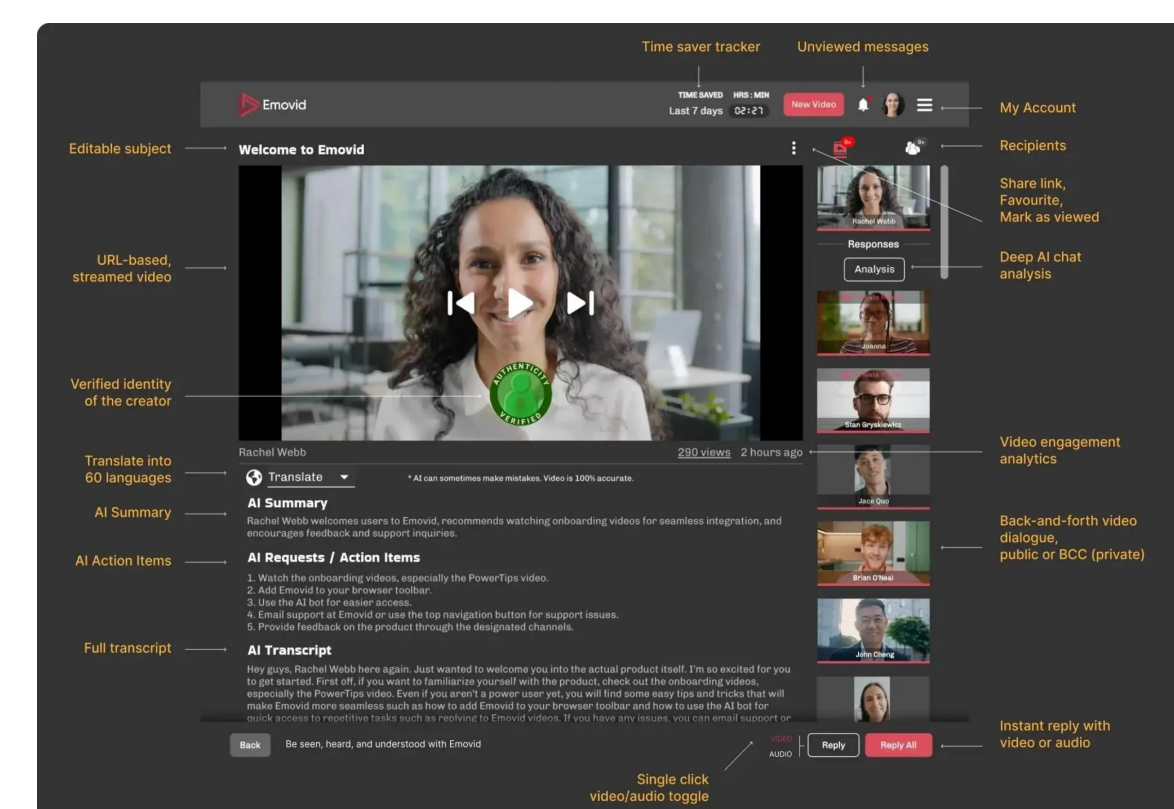 Time saver tracker
Unviewed messages
Emovid
TIME SAVED HRS : MIN
Last 7 days 02:27
New Video
My Account
Editable subject
Welcome to Emovid
9+
9+
Recipients
Share link,
Favourite,
Mark as viewed
Rachel Webb
Responses
Analysis
Deep AI chat
analysis
URL-based,
streamed video
Joanna
Verified identity
of the creator
AUTHENTICITY
VERIFIED
Stan Gryskiewicz
Rachel Webb
290 views 2 hours ago
Video engagement
analytics
Translate into
60 languages
Translate
* AI can sometimes make mistakes. Video is 100% accurate.
Jace Quo
AI Summary
AI Summary
Rachel Webb welcomes users to Emovid, recommends watching onboarding videos for seamless integration, and
encourages feedback and support inquiries.
Back-and-forth video
dialogue,
public or BCC (private)
AI Action Items
AI Requests / Action Items
1. Watch the onboarding videos, especially the PowerTips video.
2. Add Emovid to your browser toolbar.
3. Use the AI bot for easier access.
4. Email support at Emovid or use the top navigation button for support issues.
5. Provide feedback on the product through the designated channels.
Brian O'Neal
Full transcript
AI Transcript
Hey guys, Rachel Webb here again. Just wanted to welcome you into the actual product itself. I'm so excited for you
to get started. First off, if you want to familiarize yourself with the product, check out the onboarding videos,
especially the PowerTips video. Even if you aren't a power user yet, you will find some easy tips and tricks that will
make Emovid more seamless such as how to add Emovid to your browser toolbar and how to use the AI bot for
quick access to repetitive tasks such as replying to Emovid videos. If you have any issues, you can email support or
John Cheng
Back
Be seen, heard, and understood with Emovid
VIDEO
AUDIO
Reply
Reply All
Instant reply with
video or audio
Single click
video/audio toggle